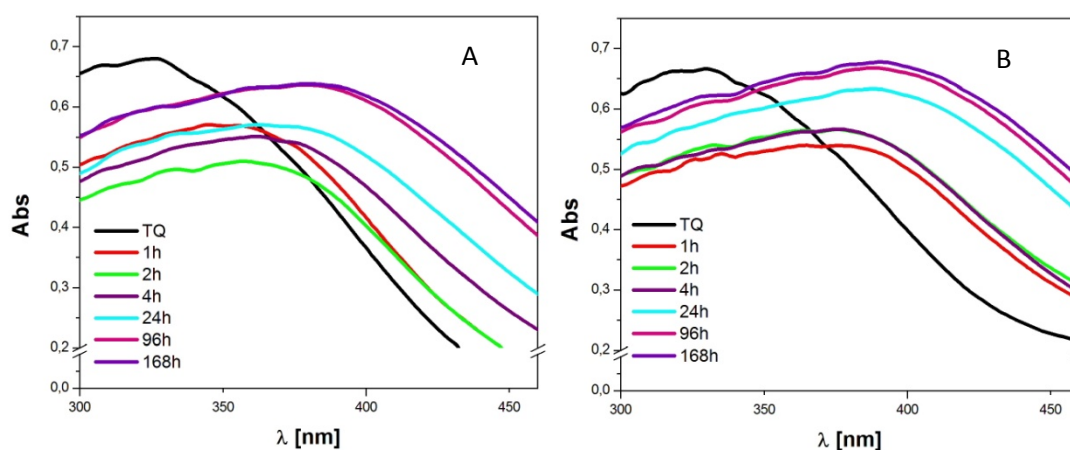 A
0,7
0,6
0,5
0,4
0,3
0,2
0,0
Abs
TQ
1h
2h
4h
24h
96h
168h
300 350 400 450
λ [nm]
B
0,7
0,6
0,5
0,4
0,3
0,2
0,0
Abs
TQ
1h
2h
4h
24h
96h
168h
300 350 400 450
λ [nm]